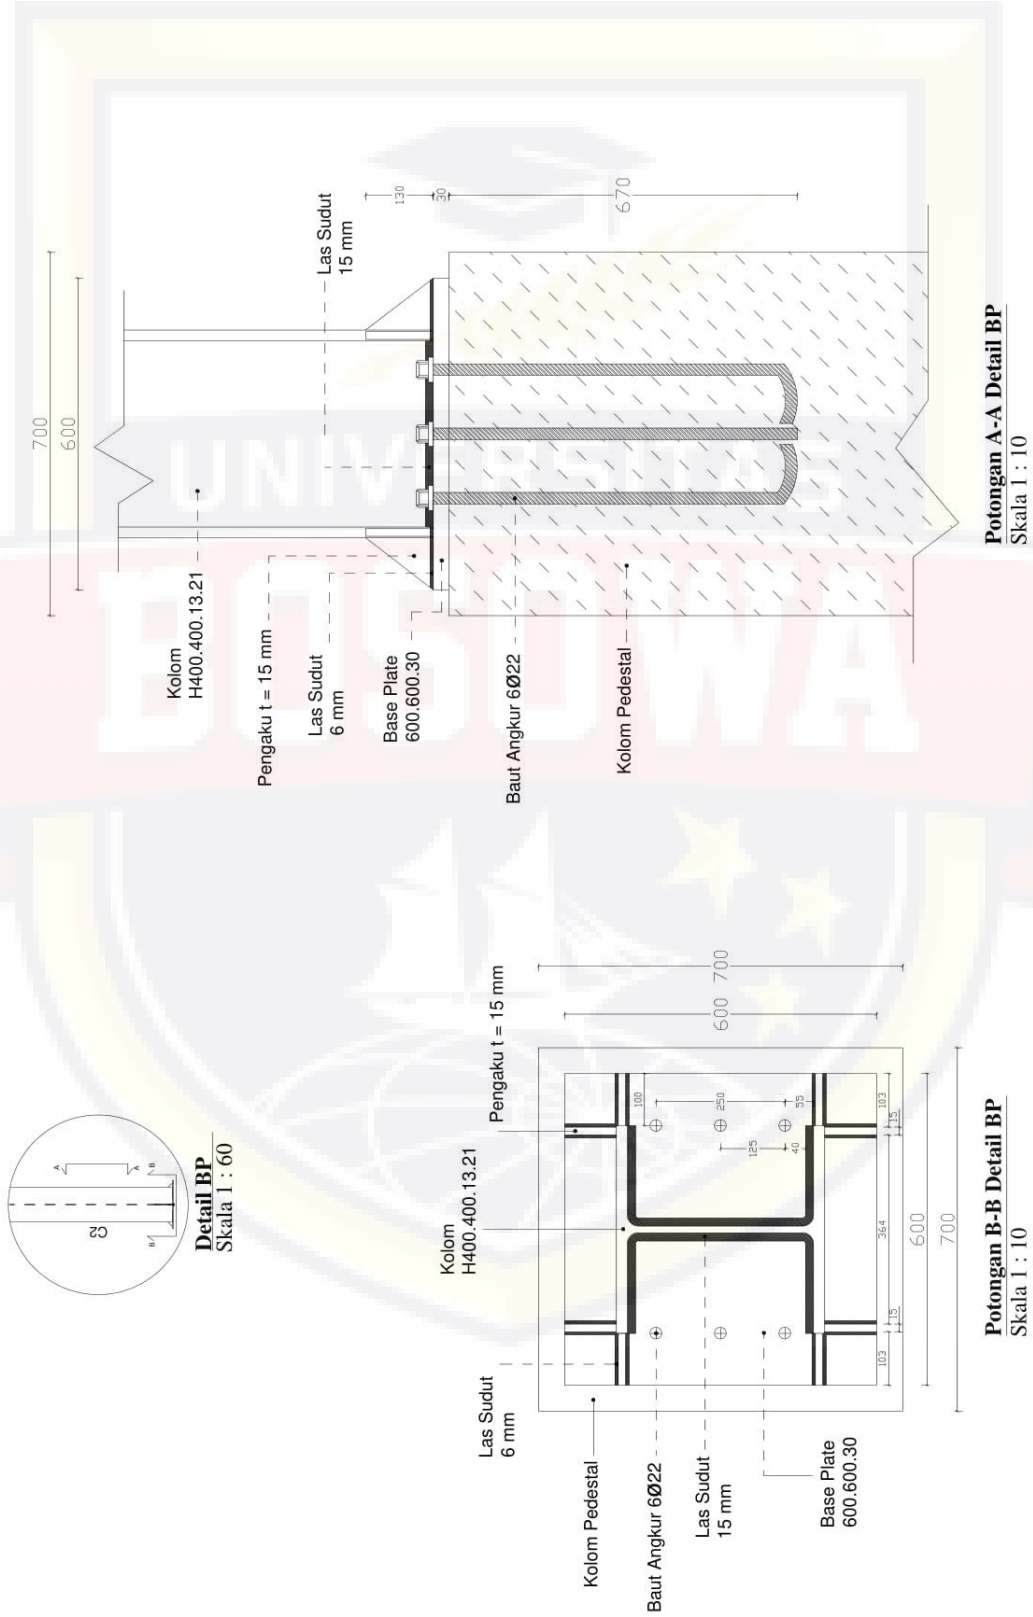 Detail BP
Skala 1 : 60
C2
A
A
B
B
Kolom
H400.400.13.21
Pengaku t = 15 mm
Las Sudut
6 mm
Kolom Pedestal
Baut Angkur 6Ø22
Las Sudut
15 mm
Base Plate
600.600.30
700
600
100
250
55
125
40
103
15
364
15
103
600
700
Potongan B-B Detail BP
Skala 1 : 10
700
600
Kolom
H400.400.13.21
Pengaku t = 15 mm
Las Sudut
6 mm
Base Plate
600.600.30
Baut Angkur 6Ø22
Kolom Pedestal
Las Sudut
15 mm
130
30
670
Potongan A-A Detail BP
Skala 1 : 10
UNIVERSITAS
BOSOWA